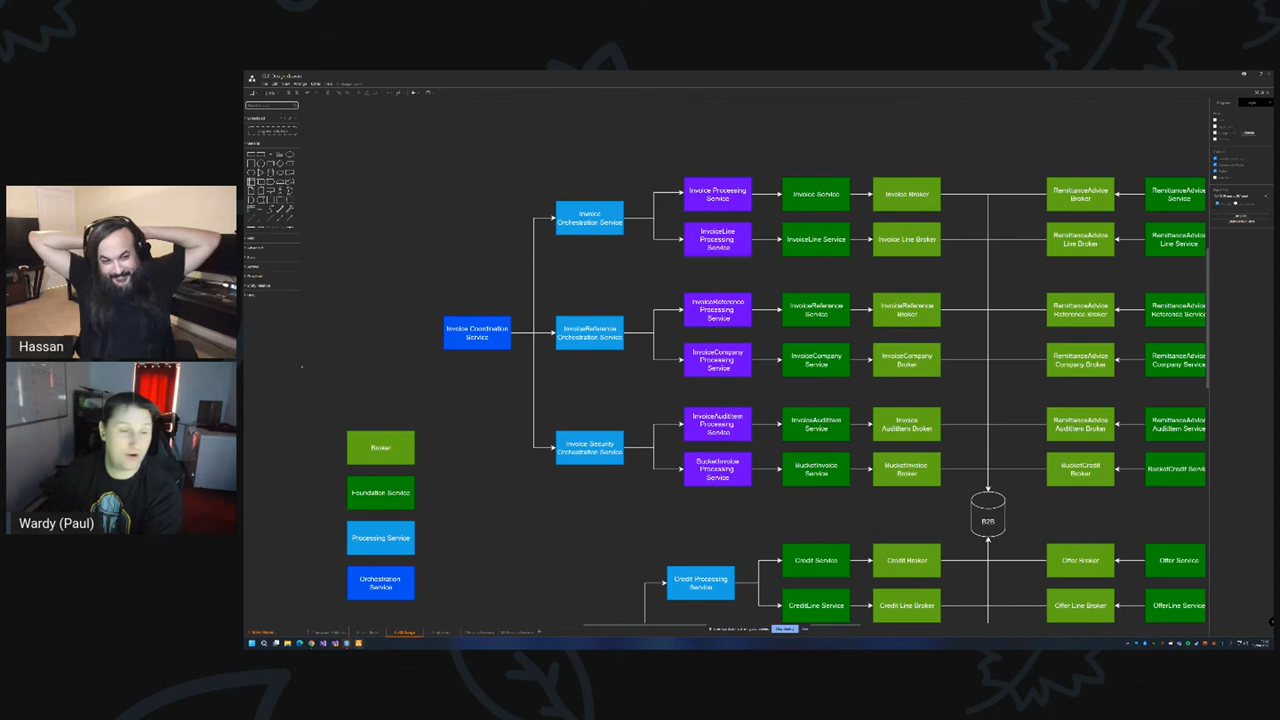 Hassan
Wardy (Paul)
Broker
Foundation Service
Processing Service
Orchestration
Service
Invoice Coordination
Service
Invoice
Orchestration Service
InvoiceReference
Orchestration Service
Invoice Security
Orchestration Service
Invoice Processing
Service
InvoiceLine
Processing
Service
InvoiceReference
Processing
Service
InvoiceCompany
Processing
Service
InvoiceAuditItem
Processing
Service
BucketInvoice
Processing
Service
Credit Processing
Service
Invoice Service
InvoiceLine Service
InvoiceReference
Service
InvoiceCompany
Service
InvoiceAuditItem
Service
BucketInvoice
Service
Credit Service
CreditLine Service
Invoice Broker
Invoice Line Broker
InvoiceReference
Broker
InvoiceCompany
Broker
Invoice
AuditItem Broker
BucketInvoice
Broker
Credit Broker
Credit Line Broker
B2B
RemittanceAdvice
Broker
RemittanceAdvice
Line Broker
RemittanceAdvice
Reference Broker
RemittanceAdvice
Company Broker
RemittanceAdvice
AuditItem Broker
BucketCredit
Broker
Offer Broker
Offer Line Broker
RemittanceAdvice
Service
RemittanceAdvice
Line Service
RemittanceAdvice
Reference Service
RemittanceAdvice
Company Service
RemittanceAdvice
AuditItem Service
BucketCredit Servic
Offer Service
OfferLine Service